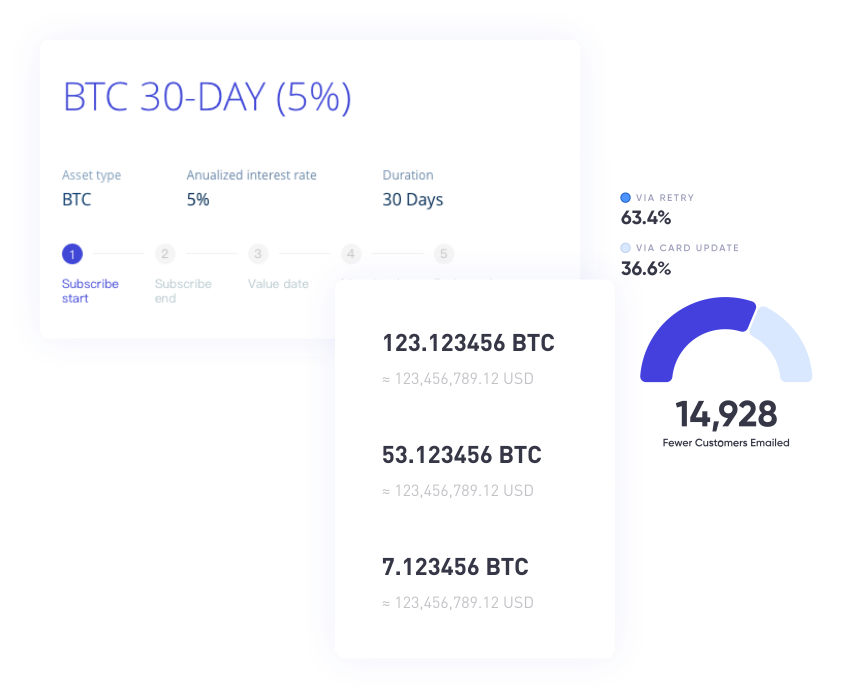 BTC 30-DAY (5%)
Asset type
Anualized interest rate
Duration
BTC
5%
30 Days
1
2
3
4
5
Subscribe
start
Subscribe
end
Value date
VIA RETRY
63.4%
VIA CARD UPDATE
36.6%
14,928
Fewer Customers Emailed
123.123456 BTC
≈ 123,456,789.12 USD
53.123456 BTC
≈ 123,456,789.12 USD
7.123456 BTC
≈ 123,456,789.12 USD